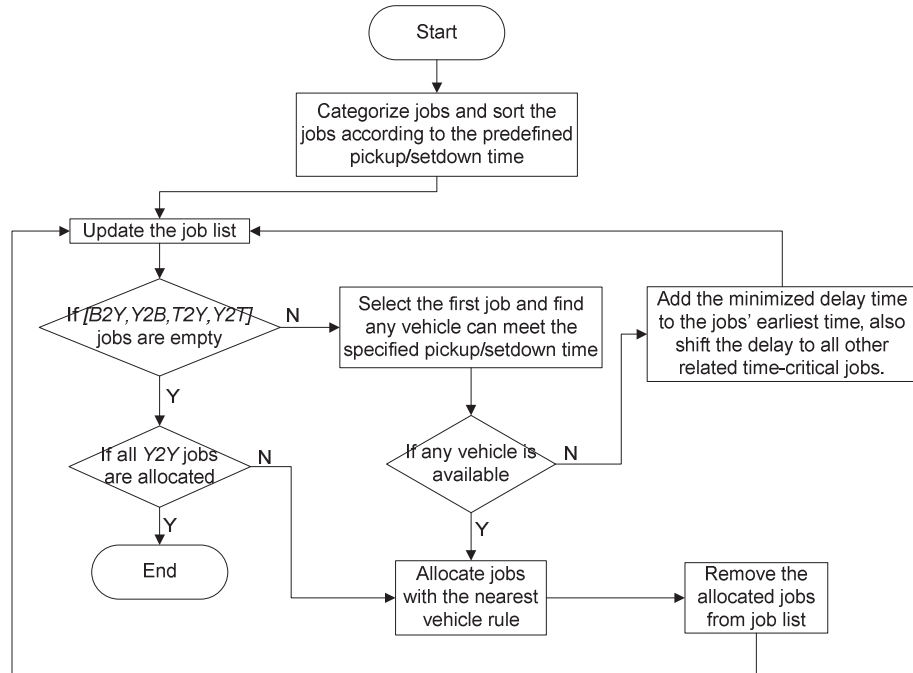 Start
Categorize jobs and sort the
jobs according to the predefined
pickup/setdown time
Update the job list
If [B2Y,Y2B,T2Y,Y2T]
jobs are empty
N
Select the first job and find
any vehicle can meet the
specified pickup/setdown time
Add the minimized delay time
to the jobs' earliest time, also
shift the delay to all other
related time-critical jobs.
Y
If all Y2Y jobs
are allocated
N
If any vehicle is
available
N
Y
Y
End
Allocate jobs
with the nearest
vehicle rule
Remove the
allocated jobs
from job list